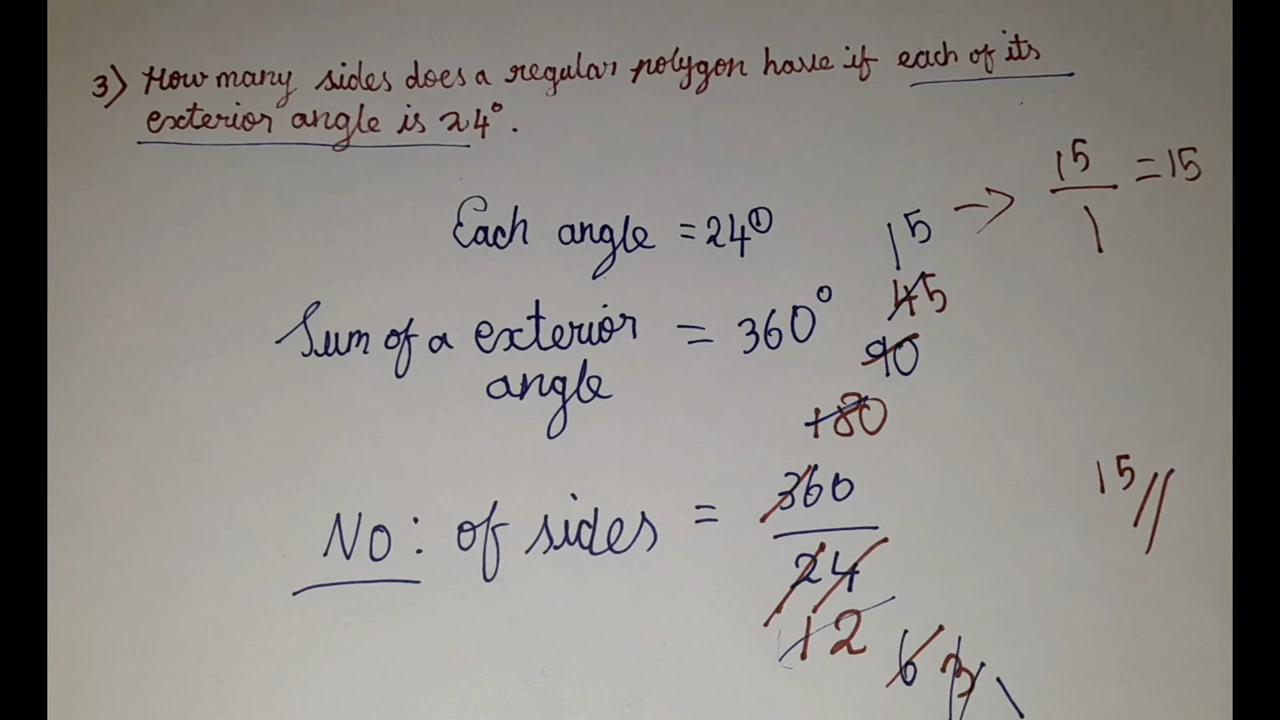 3) How many sides does a regular polygon have if each of its
exterior angle is 24°.
Each angle = 24°
15 → 15/1 = 15
45
Sum of a exterior = 360°
angle
90
180
No: of sides = 360/24
15//
12 6 3 1